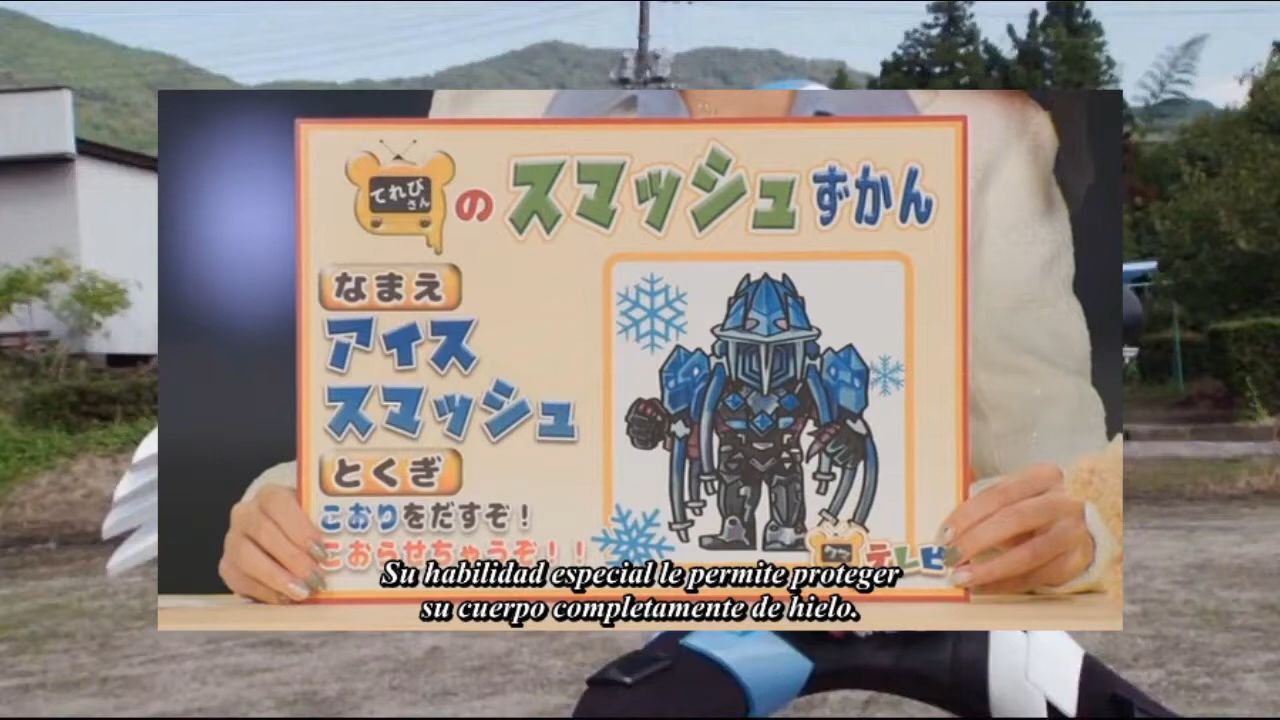 てれび
さん
の スマッシュ ずかん
なまえ
アイス
スマッシュ
とくぎ
こおりをだすぞ！
こおらせちゃうぞ！！
クマ テレビ
Su habilidad especial le permite proteger
su cuerpo completamente de hielo.